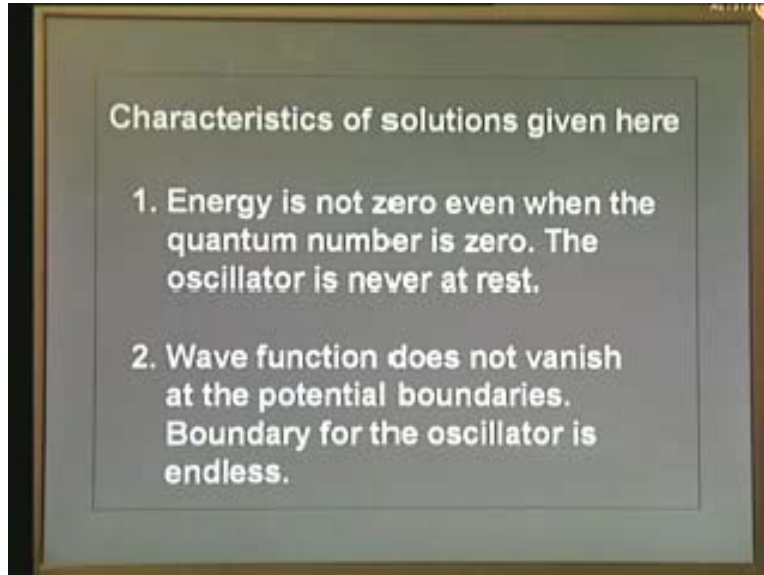 Characteristics of solutions given here
1. Energy is not zero even when the
quantum number is zero. The
oscillator is never at rest.
2. Wave function does not vanish
at the potential boundaries.
Boundary for the oscillator is
endless.